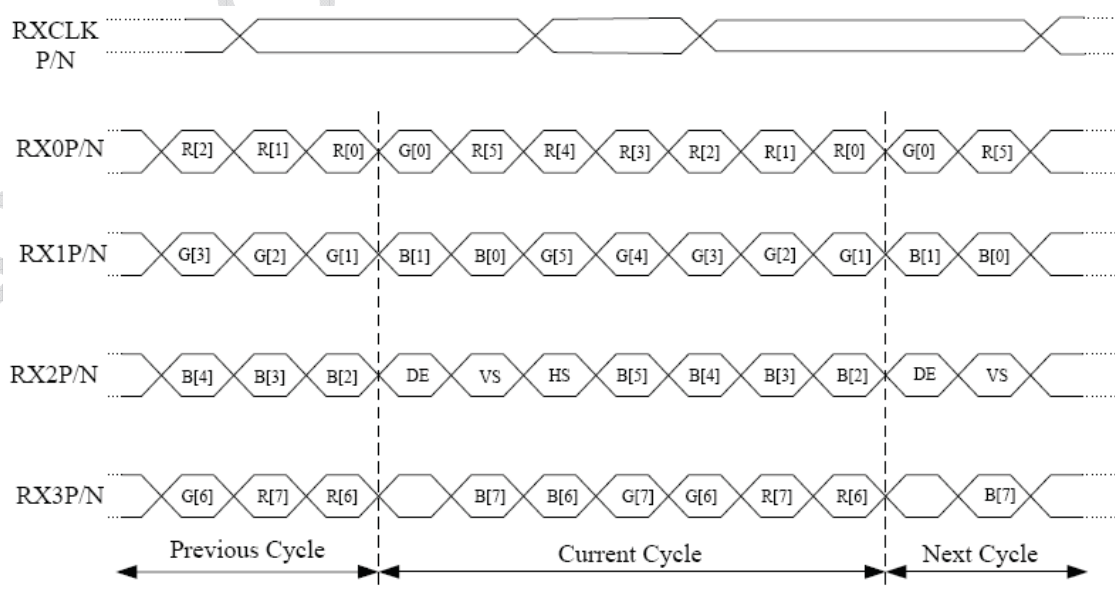 RXCLK
P/N
RX0P/N R[2] R[1] R[0] G[0] R[5] R[4] R[3] R[2] R[1] R[0] G[0] R[5]
RX1P/N G[3] G[2] G[1] B[1] B[0] G[5] G[4] G[3] G[2] G[1] B[1] B[0]
RX2P/N B[4] B[3] B[2] DE VS HS B[5] B[4] B[3] B[2] DE VS
RX3P/N G[6] R[7] R[6] B[7] B[6] G[7] G[6] R[7] R[6] B[7]
Previous Cycle Current Cycle Next Cycle